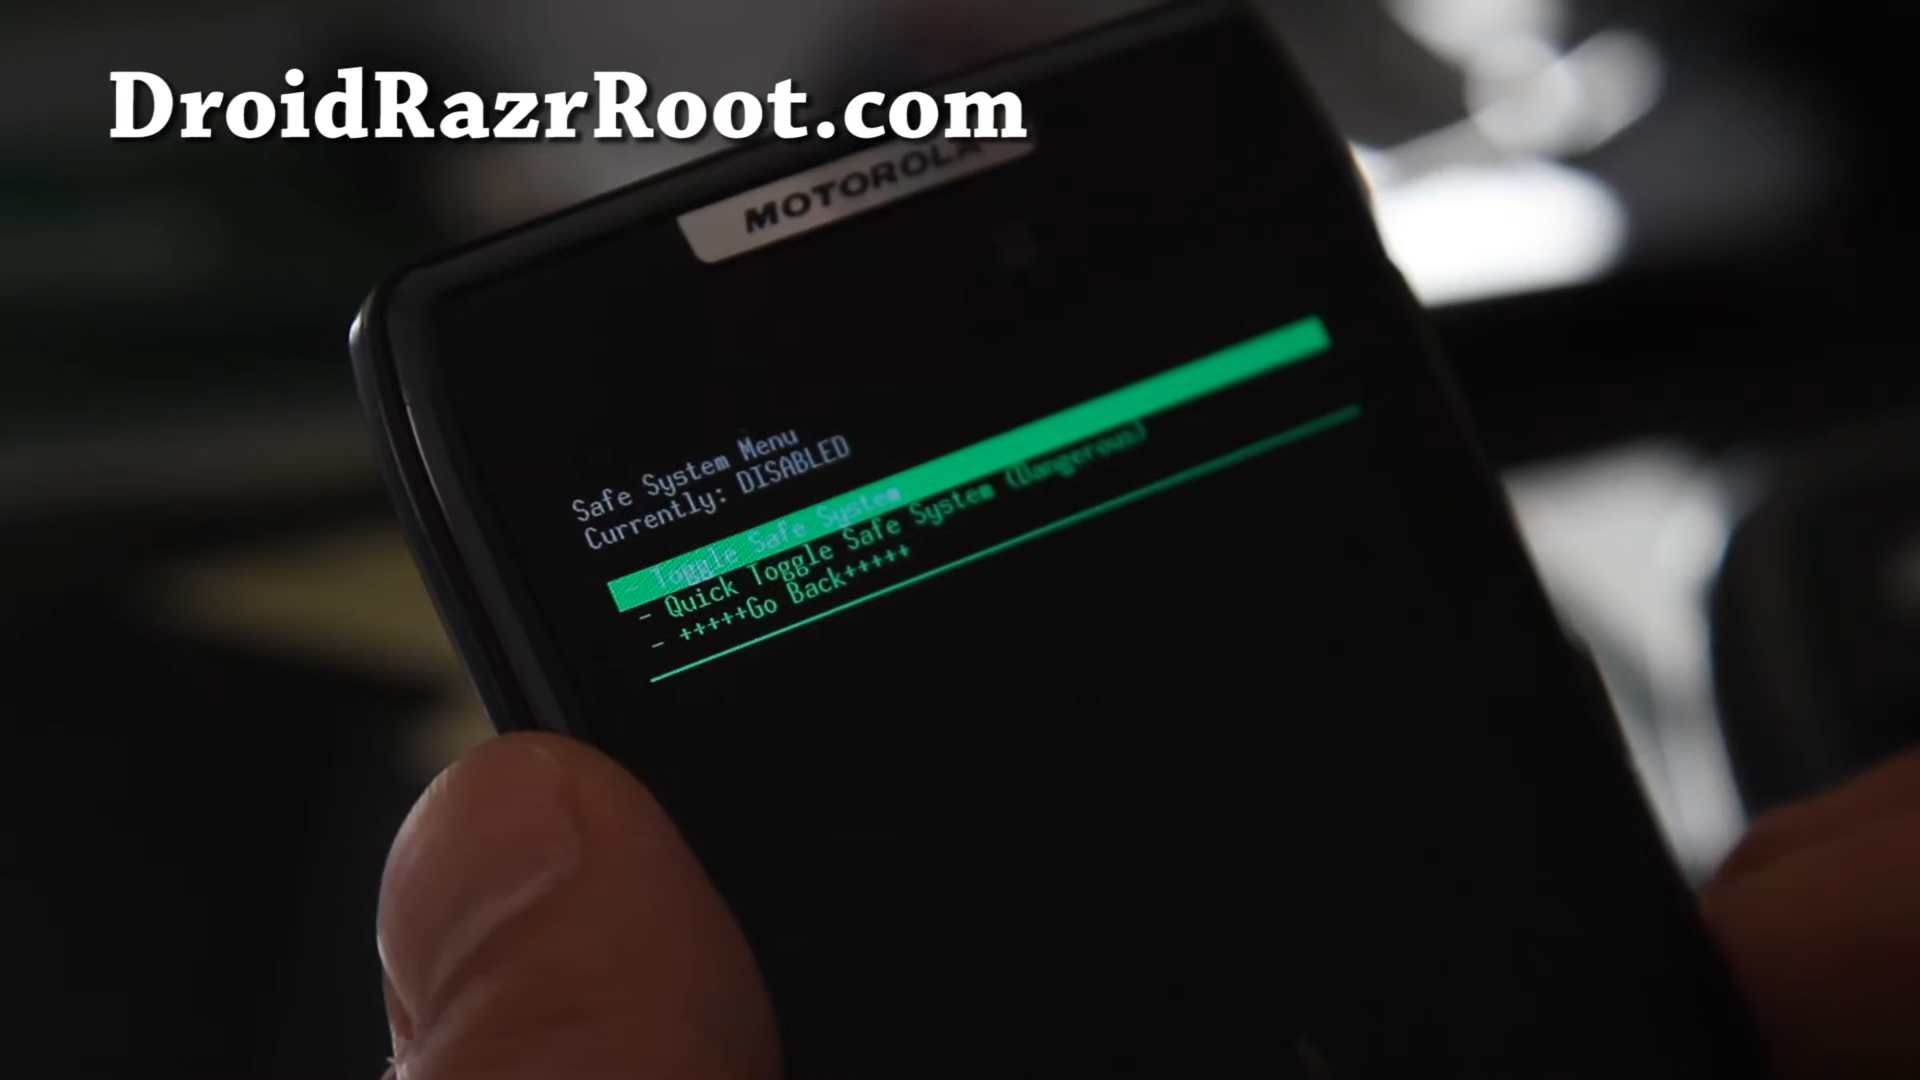 DroidRazrRoot.com
MOTOROLA
Safe System Menu
Currently: DISABLED
- Toggle Safe System
- Quick Toggle Safe System (Dangerous)
- +++++Go Back+++++